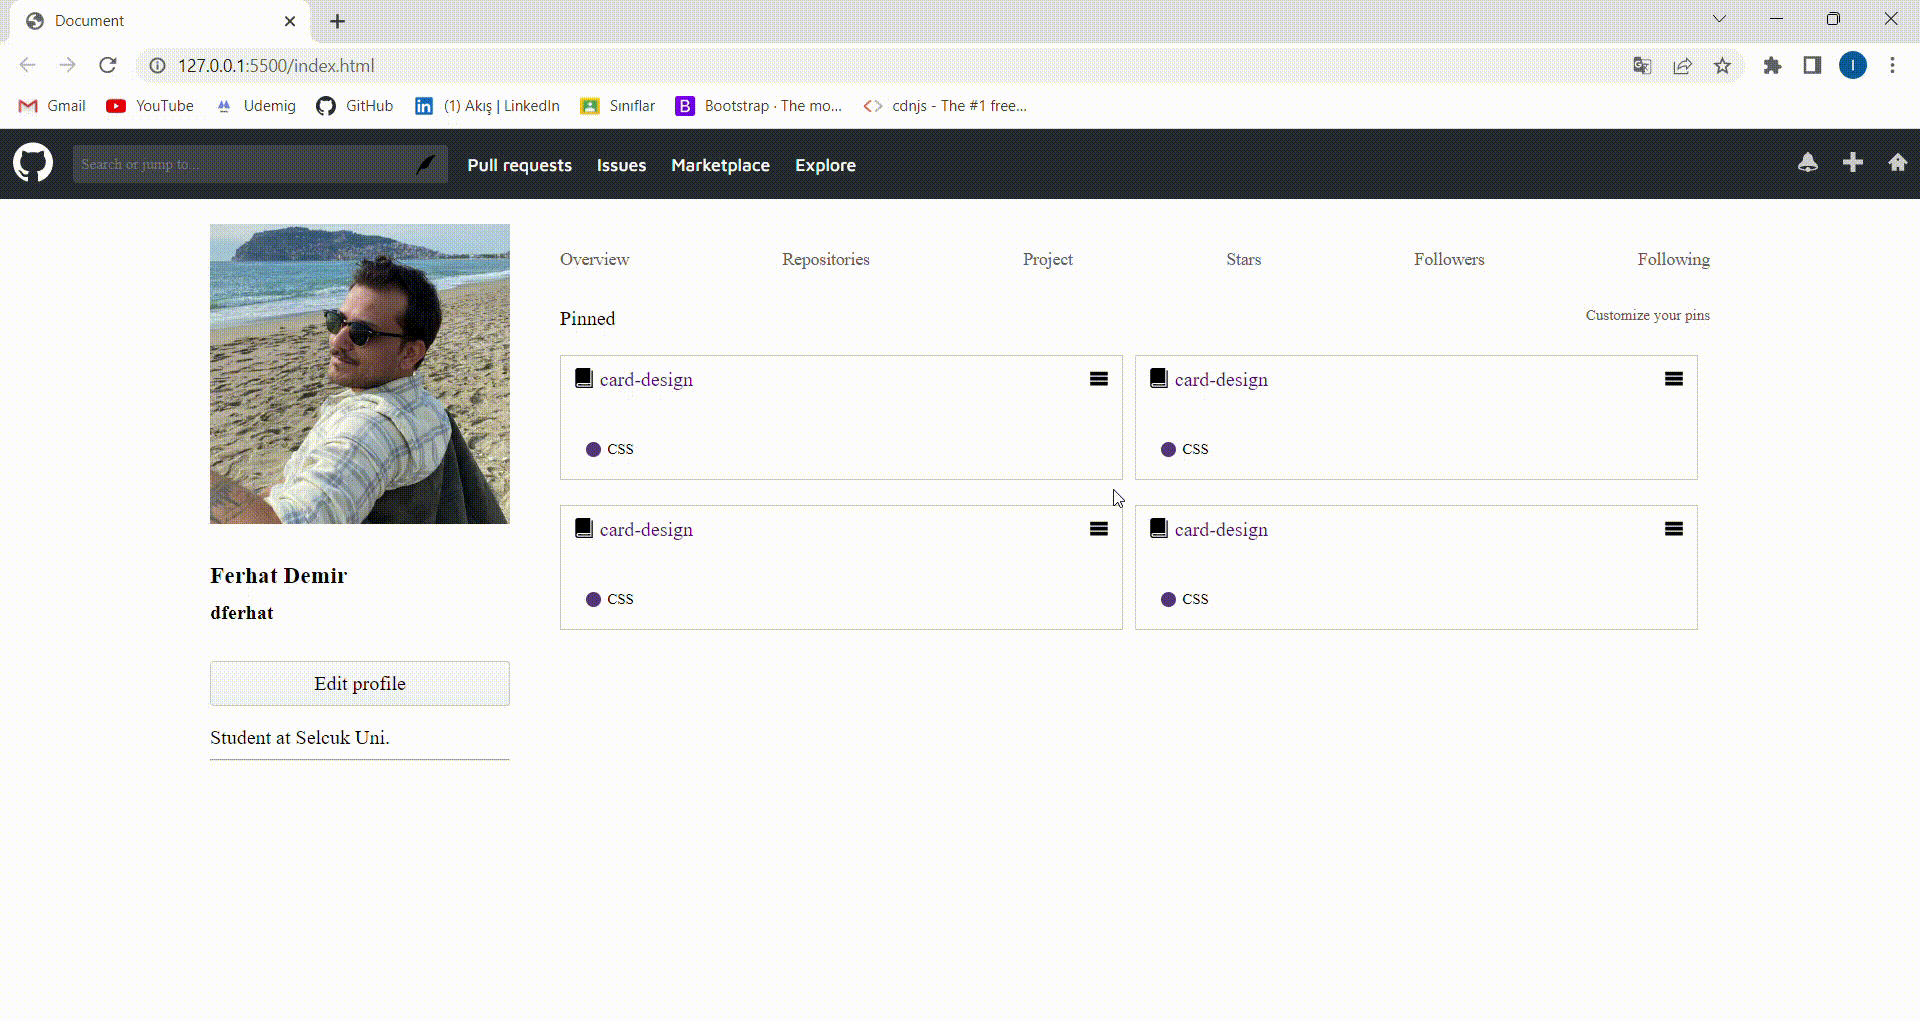 Document
127.0.0.1:5500/index.html
I
Gmail YouTube Udemig GitHub (1) Akış | LinkedIn Sınıflar Bootstrap · The mo... cdnjs - The #1 free...
Search or jump to... Pull requests Issues Marketplace Explore
Overview Repositories Project Stars Followers Following
Pinned Customize your pins
card-design card-design
CSS CSS
card-design card-design
CSS CSS
Ferhat Demir
dferhat
Edit profile
Student at Selcuk Uni.